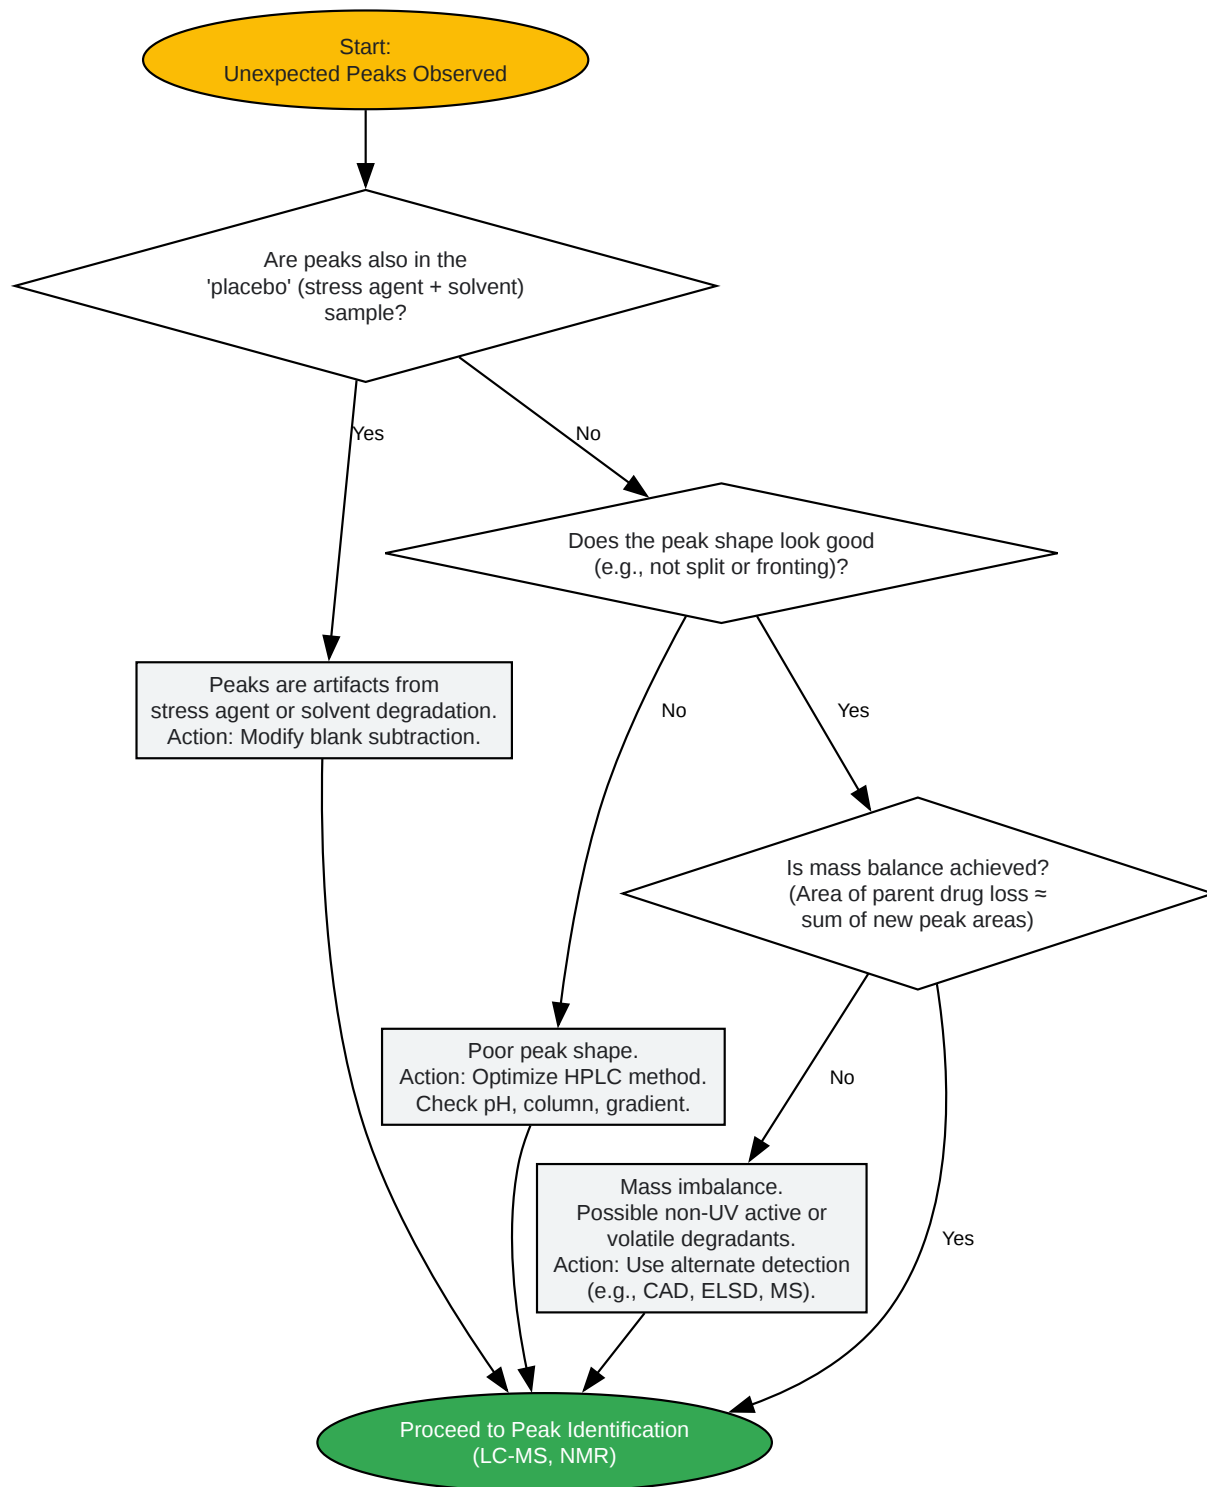 Start:
Unexpected Peaks Observed
Are peaks also in the
'placebo' (stress agent + solvent)
sample?
Yes
No
Does the peak shape look good
(e.g., not split or fronting)?
Peaks are artifacts from
stress agent or solvent degradation.
Action: Modify blank subtraction.
No
Yes
Is mass balance achieved?
(Area of parent drug loss ≈
sum of new peak areas)
Poor peak shape.
Action: Optimize HPLC method.
Check pH, column, gradient.
No
Mass imbalance.
Possible non-UV active or
volatile degradants.
Action: Use alternate detection
(e.g., CAD, ELSD, MS).
Yes
Proceed to Peak Identification
(LC-MS, NMR)